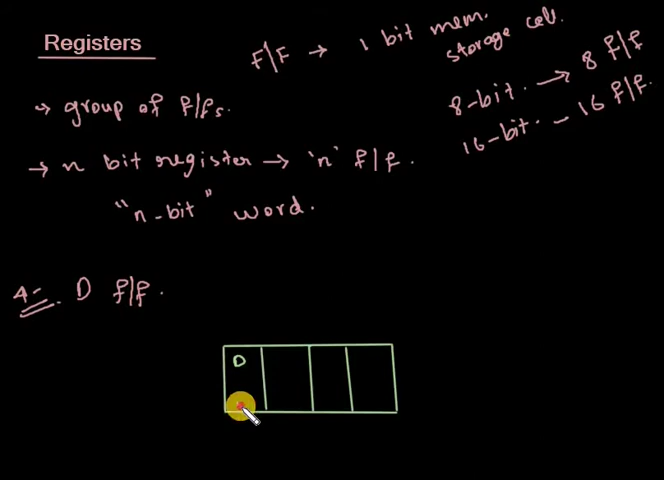 Registers
F/F → 1 bit mem. storage cell.
→ group of f/fs.
8-bit. → 8 f/f
16-bit. - 16 f/f.
→ n bit register → 'n' f/f.
"n-bit" word.
4- D f/f.
D